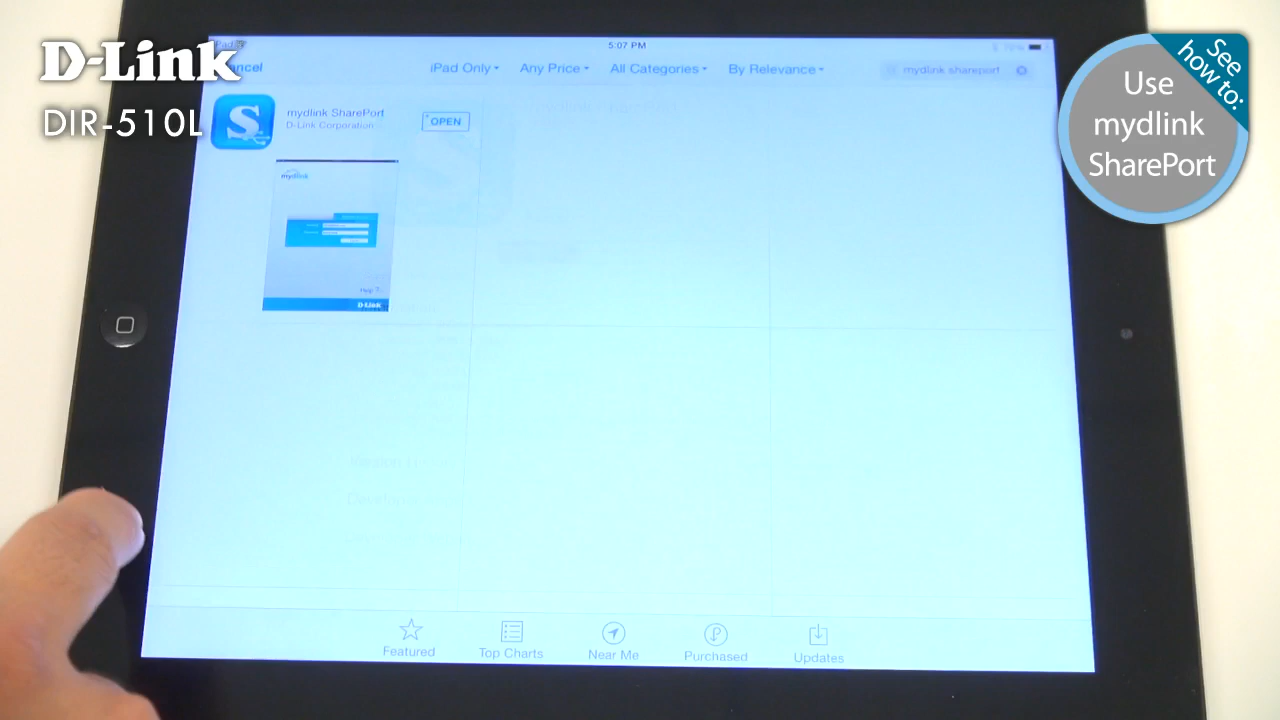 D-Link
DIR-510L
See
how to:
Use
mydlink
SharePort
5:07 PM
iPad Only
Any Price
All Categories
By Relevance
mydlink shareport
mydlink SharePort
D-Link Corporation
OPEN
mydlink
D-Link
Featured
Top Charts
Near Me
Purchased
Updates